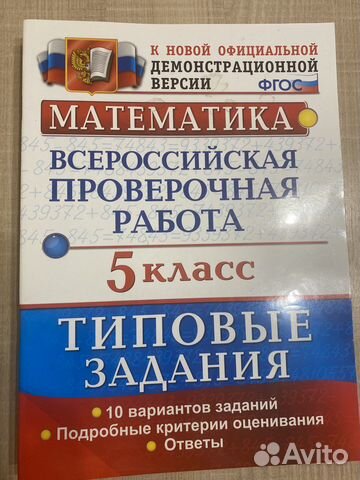 К НОВОЙ ОФИЦИАЛЬНОЙ
ДЕМОНСТРАЦИОННОЙ
ВЕРСИИ
ФГОС
МАТЕМАТИКА
ВСЕРОССИЙСКАЯ
ПРОВЕРОЧНАЯ
РАБОТА
5 КЛАСС
ТИПОВЫЕ
ЗАДАНИЯ
• 10 вариантов заданий
• Подробные критерии оценивания
• Ответы
Avito